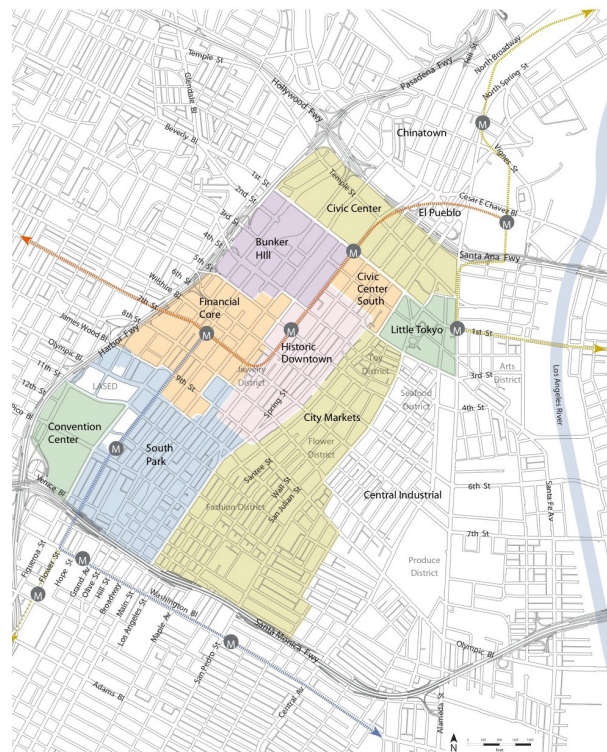 Temple St
Glendale Bl
Beverly Bl
Hollywood Fwy
Pasadena Fwy
Hill St
North Broadway
North Spring St
Chinatown
M
Vignes St
1st St
2nd St
3rd St
4th St
5th St
6th St
Wilshire Bl
7th St
8th St
James Wood Bl
Olympic Bl
11th St
12th St
Pico Bl
Harbor Fwy
Temple St
Civic Center
El Pueblo
Cesar E Chavez Bl
M
Santa Ana Fwy
Bunker
HIll
M
Civic
Center
South
Financial
Core
M
M
Historic
Downtown
Little Tokyo
M
1st St
Jewelry
District
Toy
District
3rd St
Arts
District
Los Angeles River
LASED
9th St
Spring St
Seafood
District
4th St
City Markets
Convention
Center
South
Park
M
Flower
District
Santee St
Wall St
San Julian St
Central Industrial
6th St
Santa Fe Av
Venice Bl
Fashion District
7th St
Produce
District
Figueroa St
Flower St
Hope St
Grand Av
Olive St
Hill St
Broadway
Main St
Los Angeles St
Maple Av
M
M
Washington Bl
San Pedro St
M
Santa Monica Fwy
Olympic Bl
Adams Bl
Central Av
Alameda St
N
feet